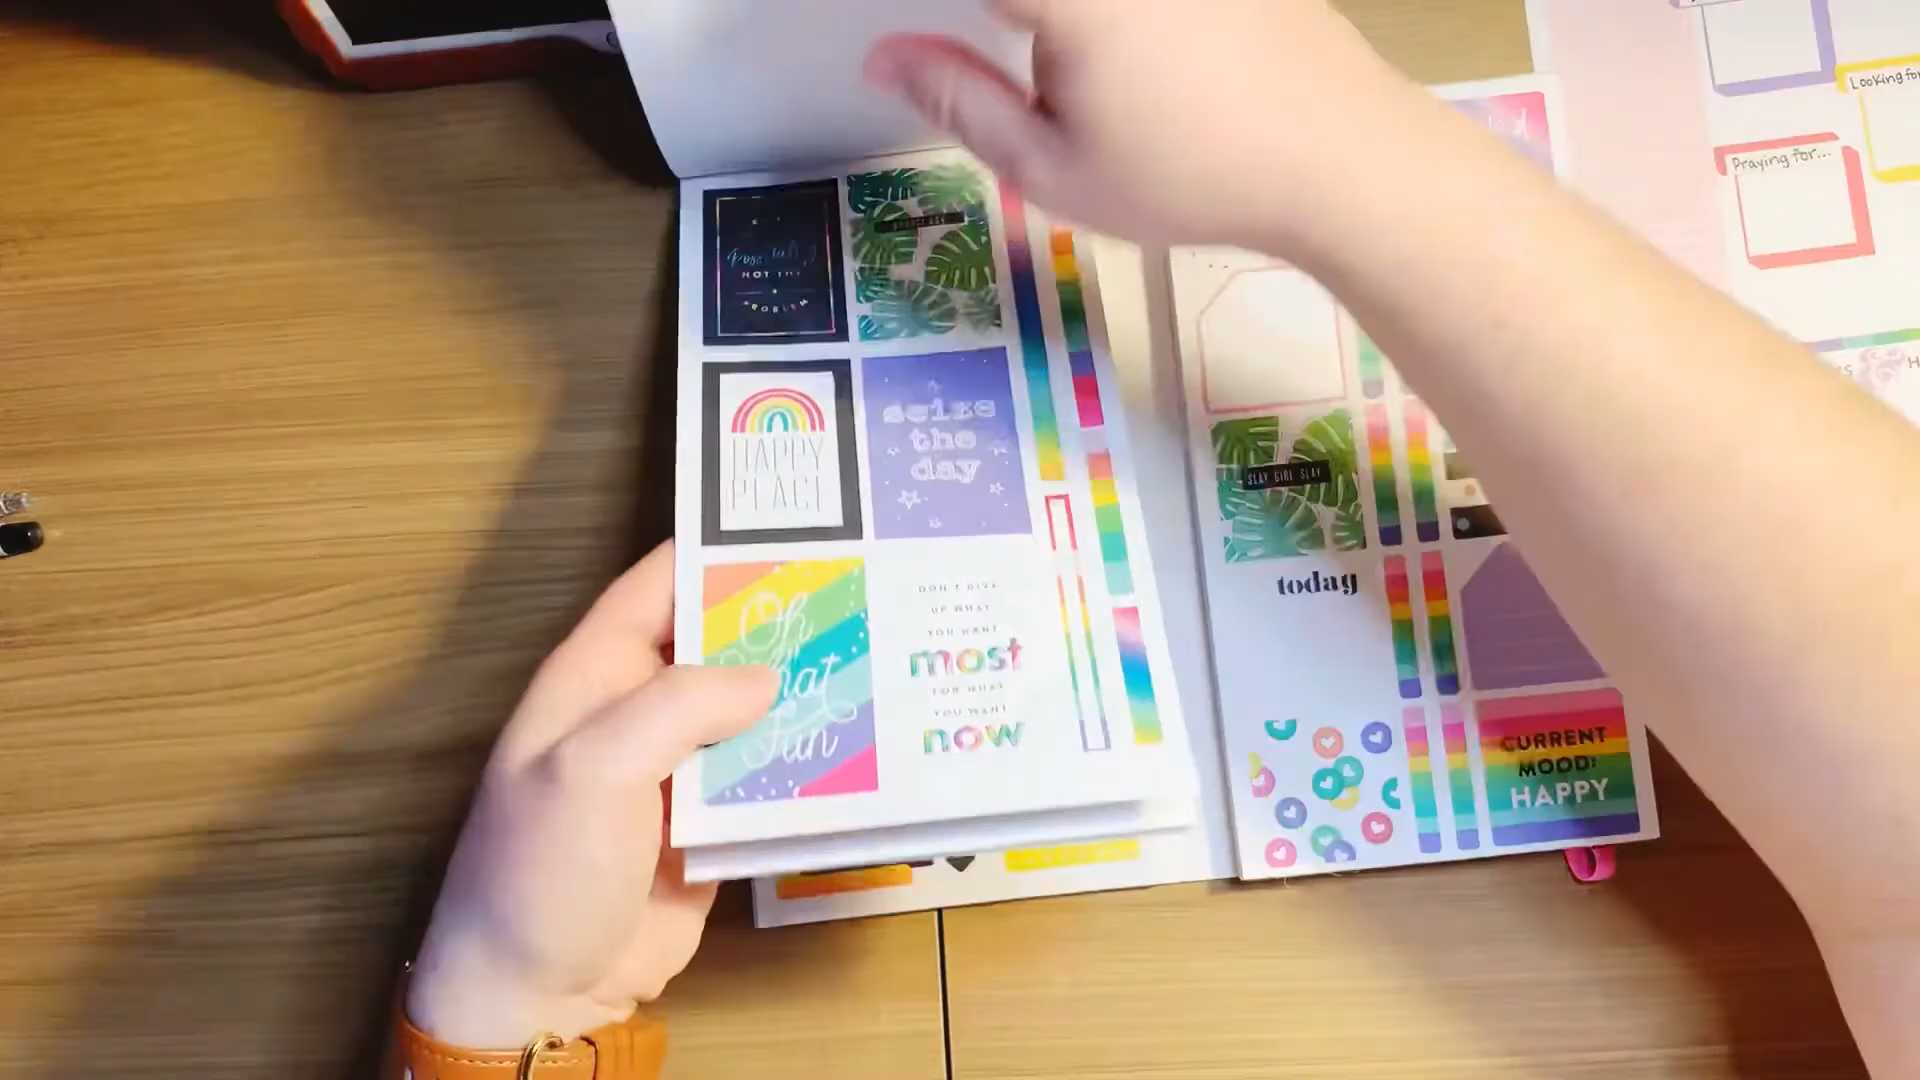 NOT THE
PROBLEM
HAPPY
PLACE
seize
the
day
Oh
Fun
DON'T GIVE
UP WHAT
YOU WANT
most
FOR WHAT
YOU WANT
now
SLAY GIRL SLAY
today
CURRENT
MOOD:
HAPPY
Looking for
Praying for...